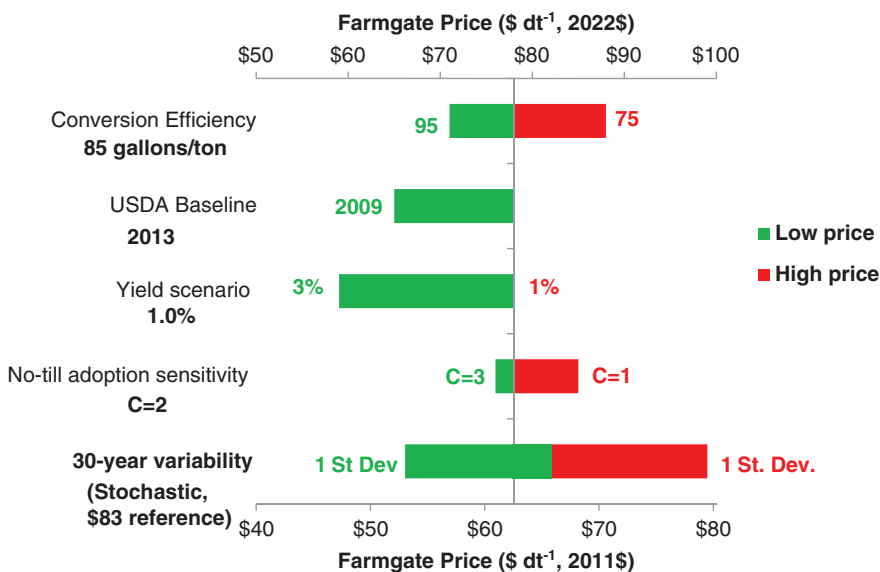 Farmgate Price ($ dt-1, 2022$)
$50 $60 $70 $80 $90 $100
Conversion Efficiency
85 gallons/ton
95
75
USDA Baseline
2013
2009
Yield scenario
1.0%
3%
1%
No-till adoption sensitivity
C=2
C=3
C=1
30-year variability
(Stochastic,
$83 reference)
1 St Dev
1 St. Dev.
Low price
High price
$40 $50 $60 $70 $80
Farmgate Price ($ dt-1, 2011$)